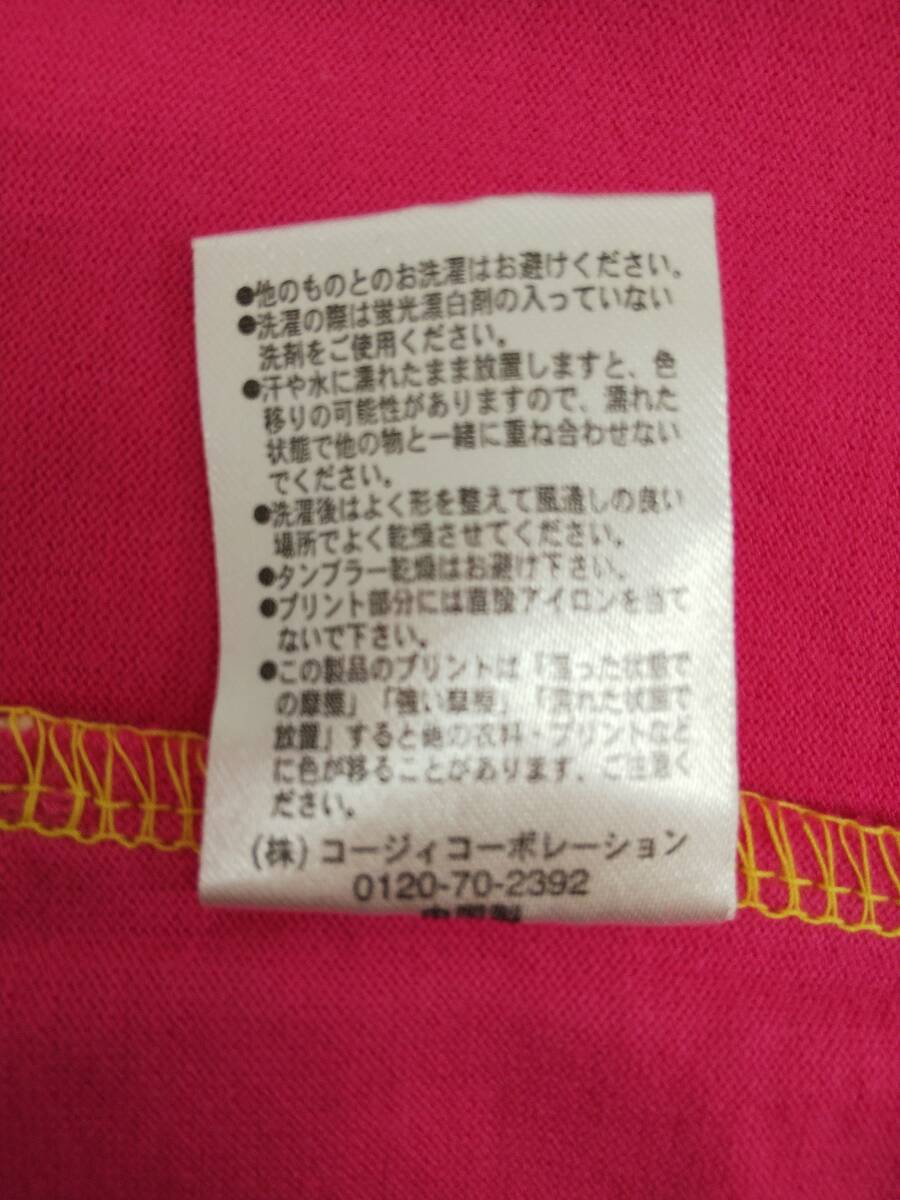 ●他のものとのお洗濯はお避けください。
●洗濯の際は蛍光漂白剤の入っていない
洗剤をご使用ください。
●汗や水に濡れたまま放置しますと、色
移りの可能性がありますので、濡れた
状態で他の物と一緒に重ね合わせない
でください。
●洗濯後はよく形を整えて風通しの良い
場所でよく乾燥させてください。
●タンブラー乾燥はお避け下さい。
●プリント部分には直接アイロンを当て
ないで下さい。
●この製品のプリントは「湿った状態で
の摩擦」「強い摩擦」「濡れた状態で
放置」すると他の衣料・プリントなど
に色が移ることがあります、ご注意く
ださい。
(株) コージィコーポレーション
0120-70-2392
中国製